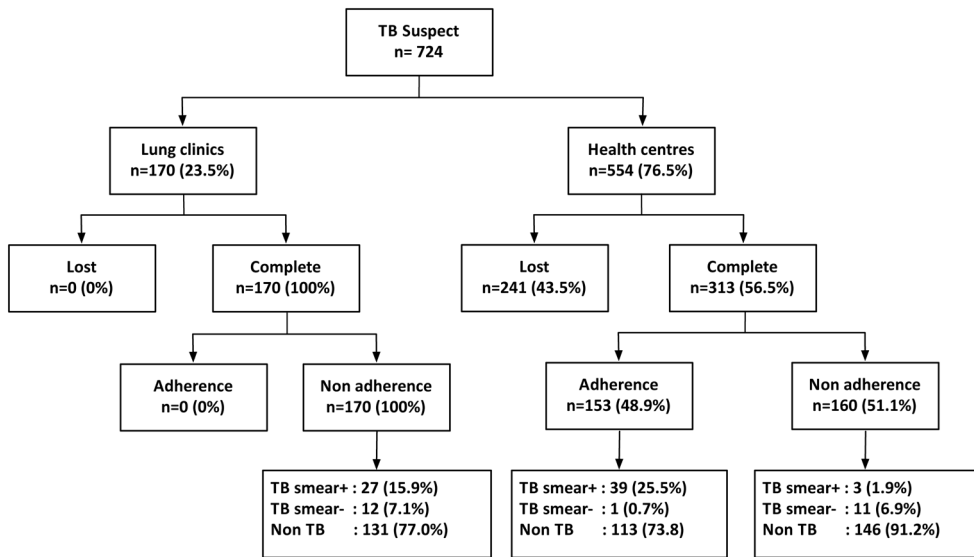 TB Suspect
n= 724
Lung clinics
n=170 (23.5%)
Health centres
n=554 (76.5%)
Lost
n=0 (0%)
Complete
n=170 (100%)
Lost
n=241 (43.5%)
Complete
n=313 (56.5%)
Adherence
n=0 (0%)
Non adherence
n=170 (100%)
Adherence
n=153 (48.9%)
Non adherence
n=160 (51.1%)
TB smear+ : 27 (15.9%)
TB smear- : 12 (7.1%)
Non TB : 131 (77.0%)
TB smear+ : 39 (25.5%)
TB smear- : 1 (0.7%)
Non TB : 113 (73.8)
TB smear+ : 3 (1.9%)
TB smear- : 11 (6.9%)
Non TB : 146 (91.2%)